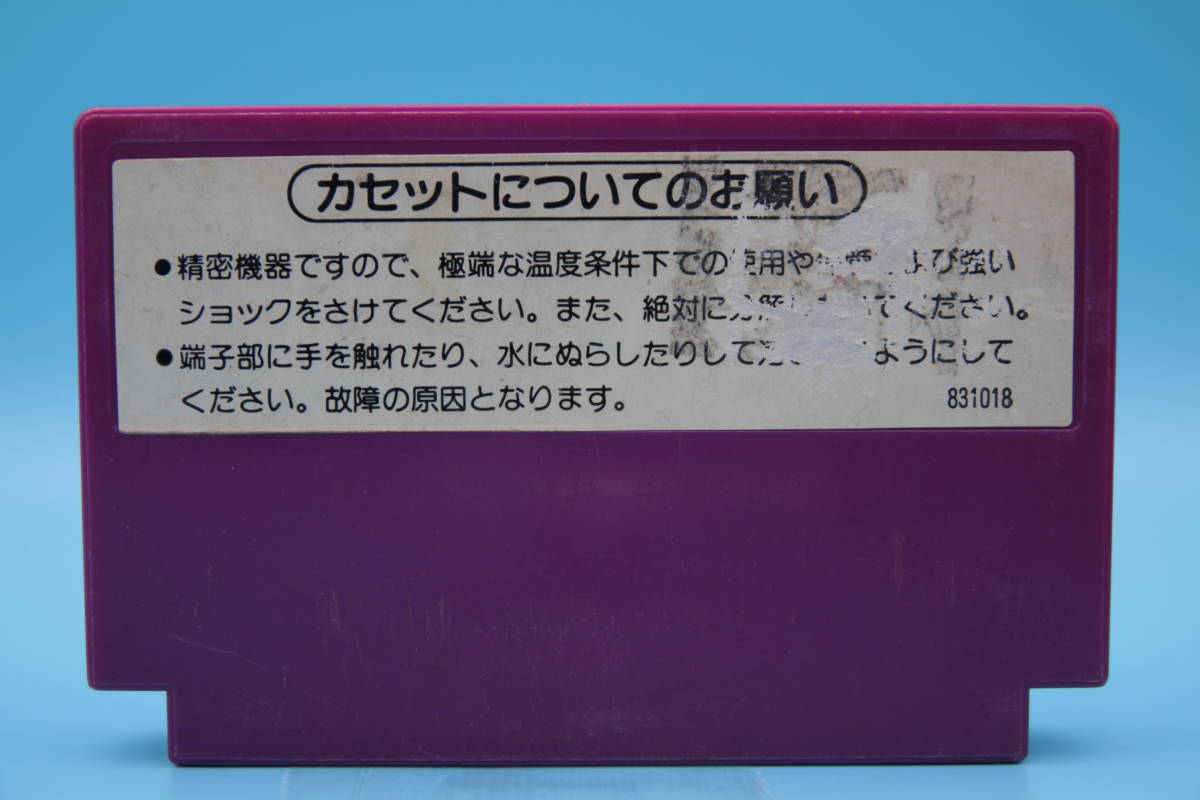 カセットについてのお願い
●精密機器ですので、極端な温度条件下での使用や および強い
ショックをさけてください。また、絶対に分解 てください。
●端子部に手を触れたり、水にぬらしたりして ようにして
ください。故障の原因となります。
831018